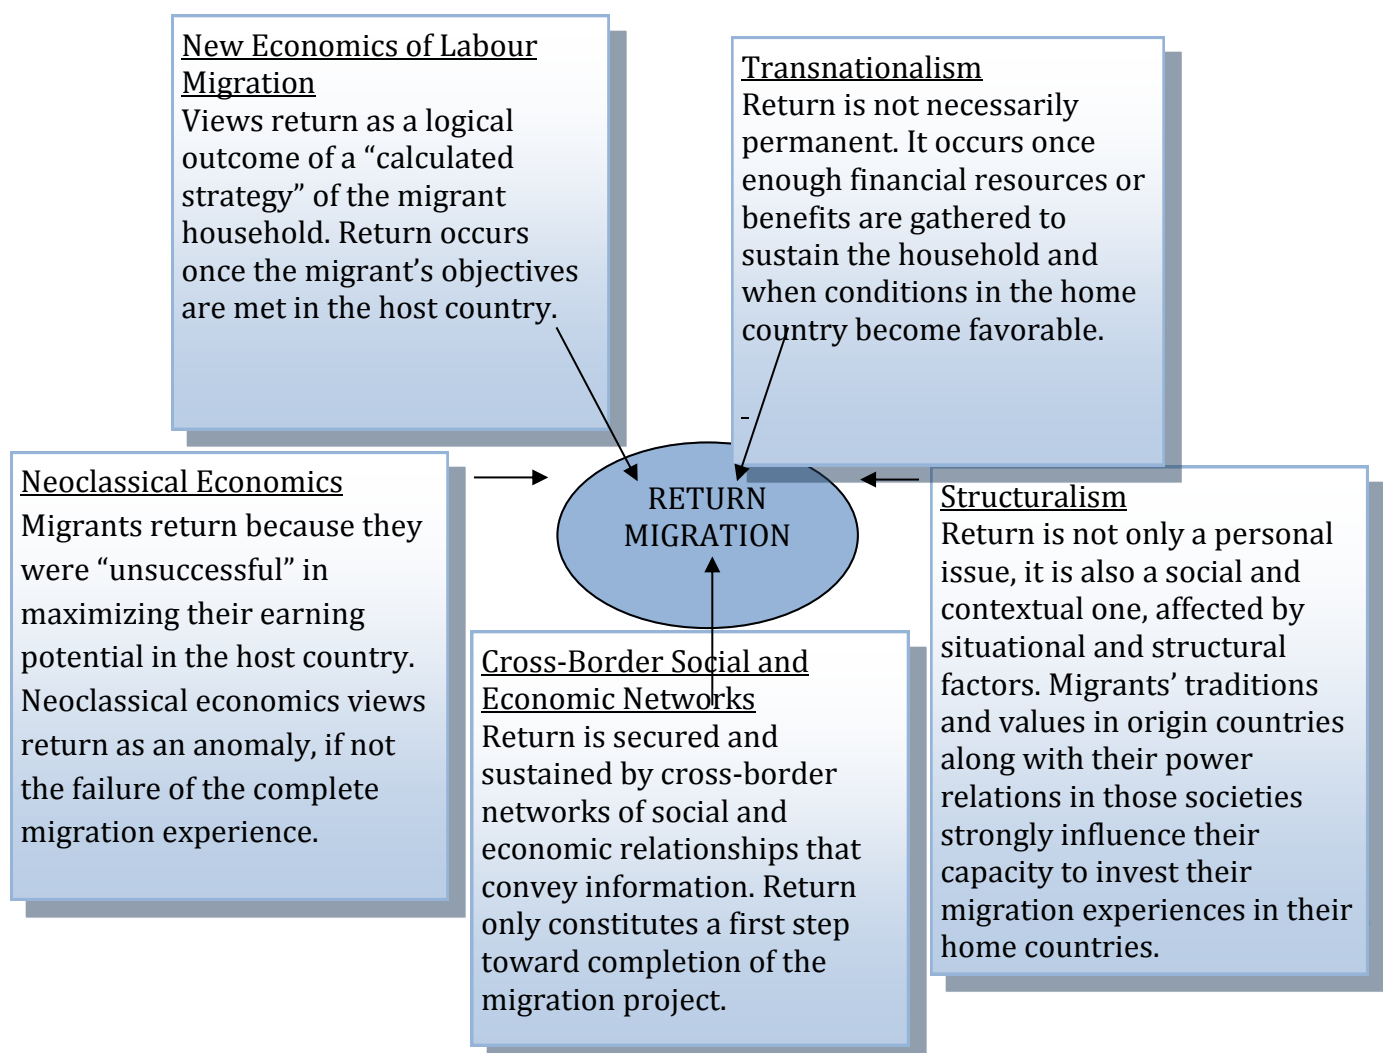 New Economics of Labour
Migration
Views return as a logical
outcome of a “calculated
strategy” of the migrant
household. Return occurs
once the migrant’s objectives
are met in the host country.
Transnationalism
Return is not necessarily
permanent. It occurs once
enough financial resources or
benefits are gathered to
sustain the household and
when conditions in the home
country become favorable.
-
Neoclassical Economics
Migrants return because they
were “unsuccessful” in
maximizing their earning
potential in the host country.
Neoclassical economics views
return as an anomaly, if not
the failure of the complete
migration experience.
RETURN
MIGRATION
Structuralism
Return is not only a personal
issue, it is also a social and
contextual one, affected by
situational and structural
factors. Migrants’ traditions
and values in origin countries
along with their power
relations in those societies
strongly influence their
capacity to invest their
migration experiences in their
home countries.
Cross-Border Social and
Economic Networks
Return is secured and
sustained by cross-border
networks of social and
economic relationships that
convey information. Return
only constitutes a first step
toward completion of the
migration project.